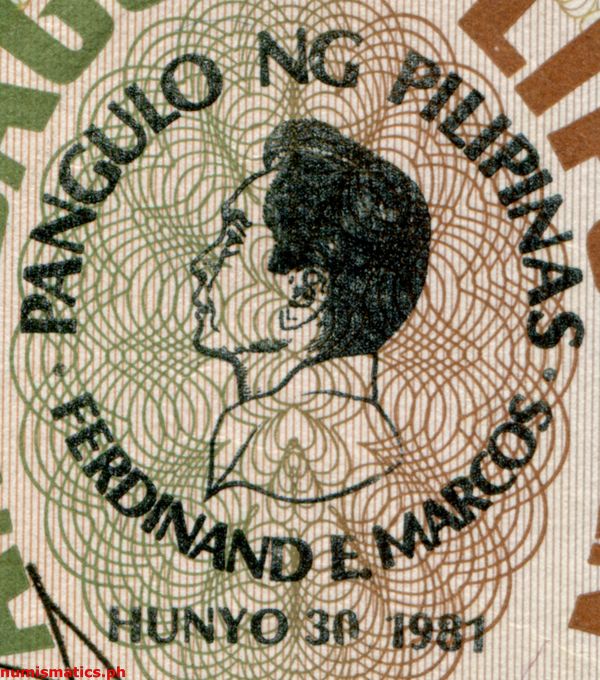 PANGULO NG PILIPINAS
FERDINAND E. MARCOS
HUNYO 30 1981
numismatics.ph